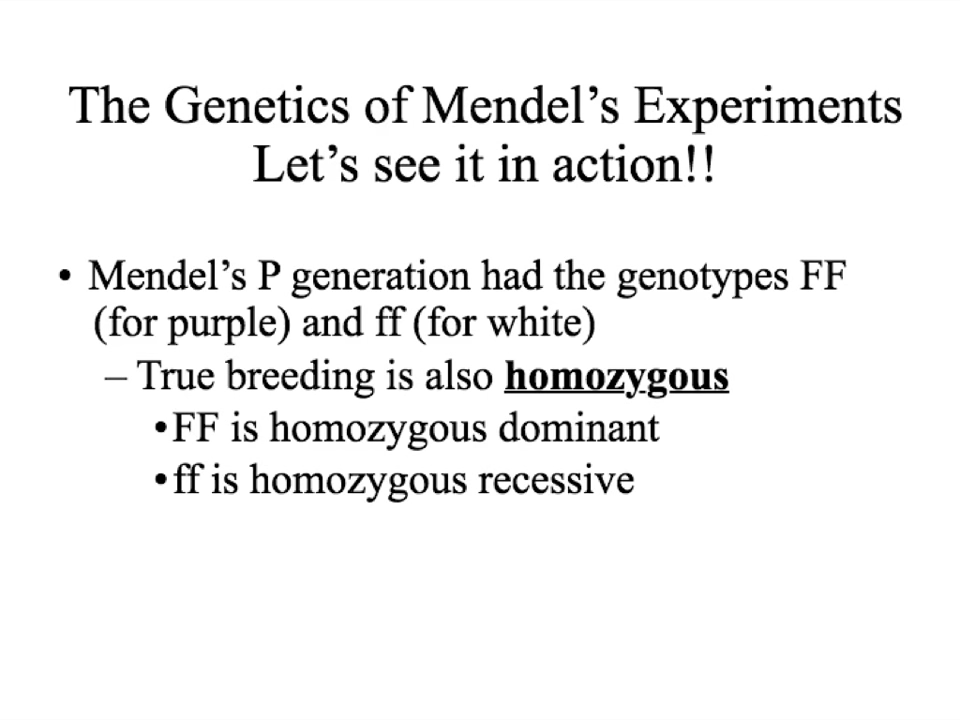 The Genetics of Mendel’s Experiments
Let’s see it in action!!
• Mendel’s P generation had the genotypes FF
(for purple) and ff (for white)
– True breeding is also homozygous
•FF is homozygous dominant
•ff is homozygous recessive